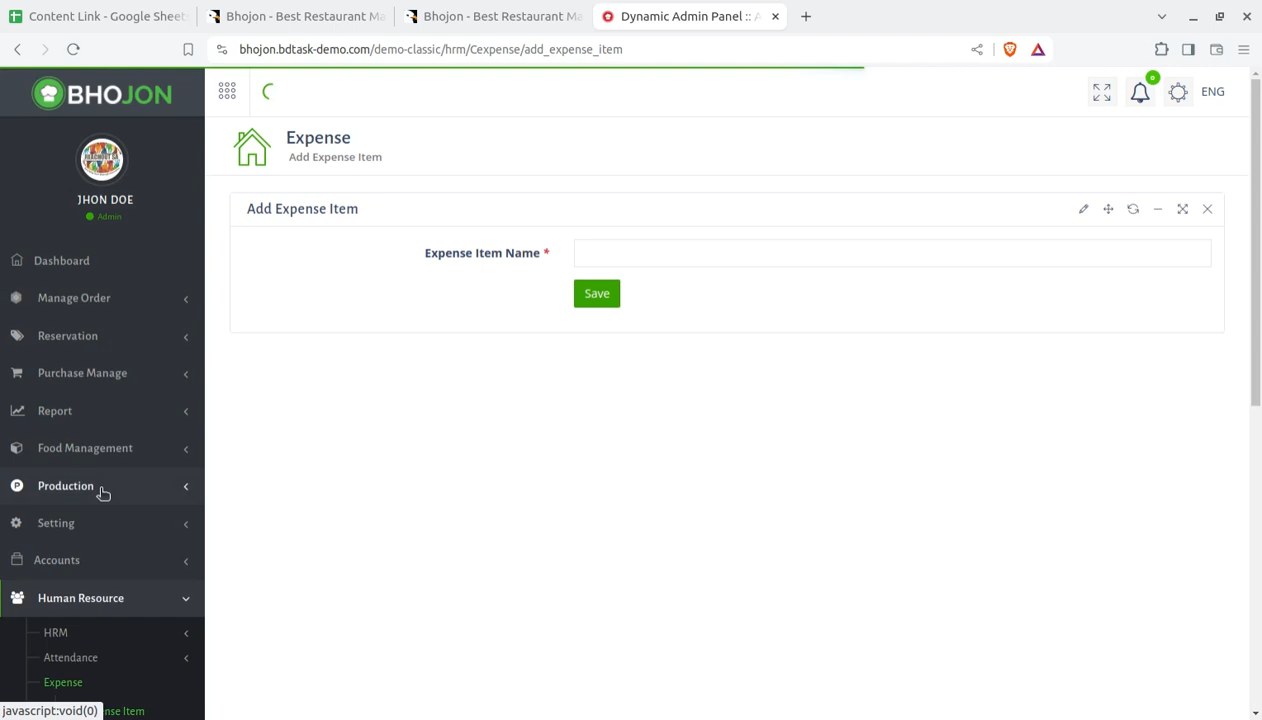 Content Link - Google Sheet
Bhojon - Best Restaurant Ma
Bhojon - Best Restaurant Ma
Dynamic Admin Panel :: A
bhojon.bdtask-demo.com/demo-classic/hrm/Cexpense/add_expense_item
BHOJON
ENG
JHON DOE
Admin
Expense
Add Expense Item
Add Expense Item
Expense Item Name *
Save
Dashboard
Manage Order
Reservation
Purchase Manage
Report
Food Management
Production
Setting
Accounts
Human Resource
HRM
Attendance
Expense
nse Item
javascript:void(0)